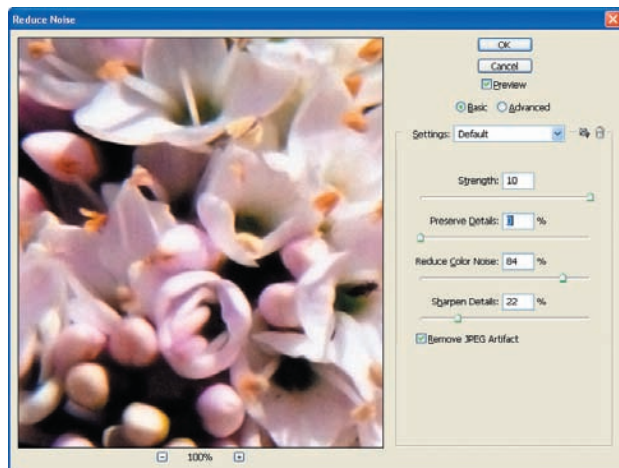 Reduce Noise
OK
Cancel
Preview
Basic Advanced
Settings: Default
Strength: 10
Preserve Details: %
Reduce Color Noise: 84 %
Sharpen Details: 22 %
Remove JPEG Artifact
100%